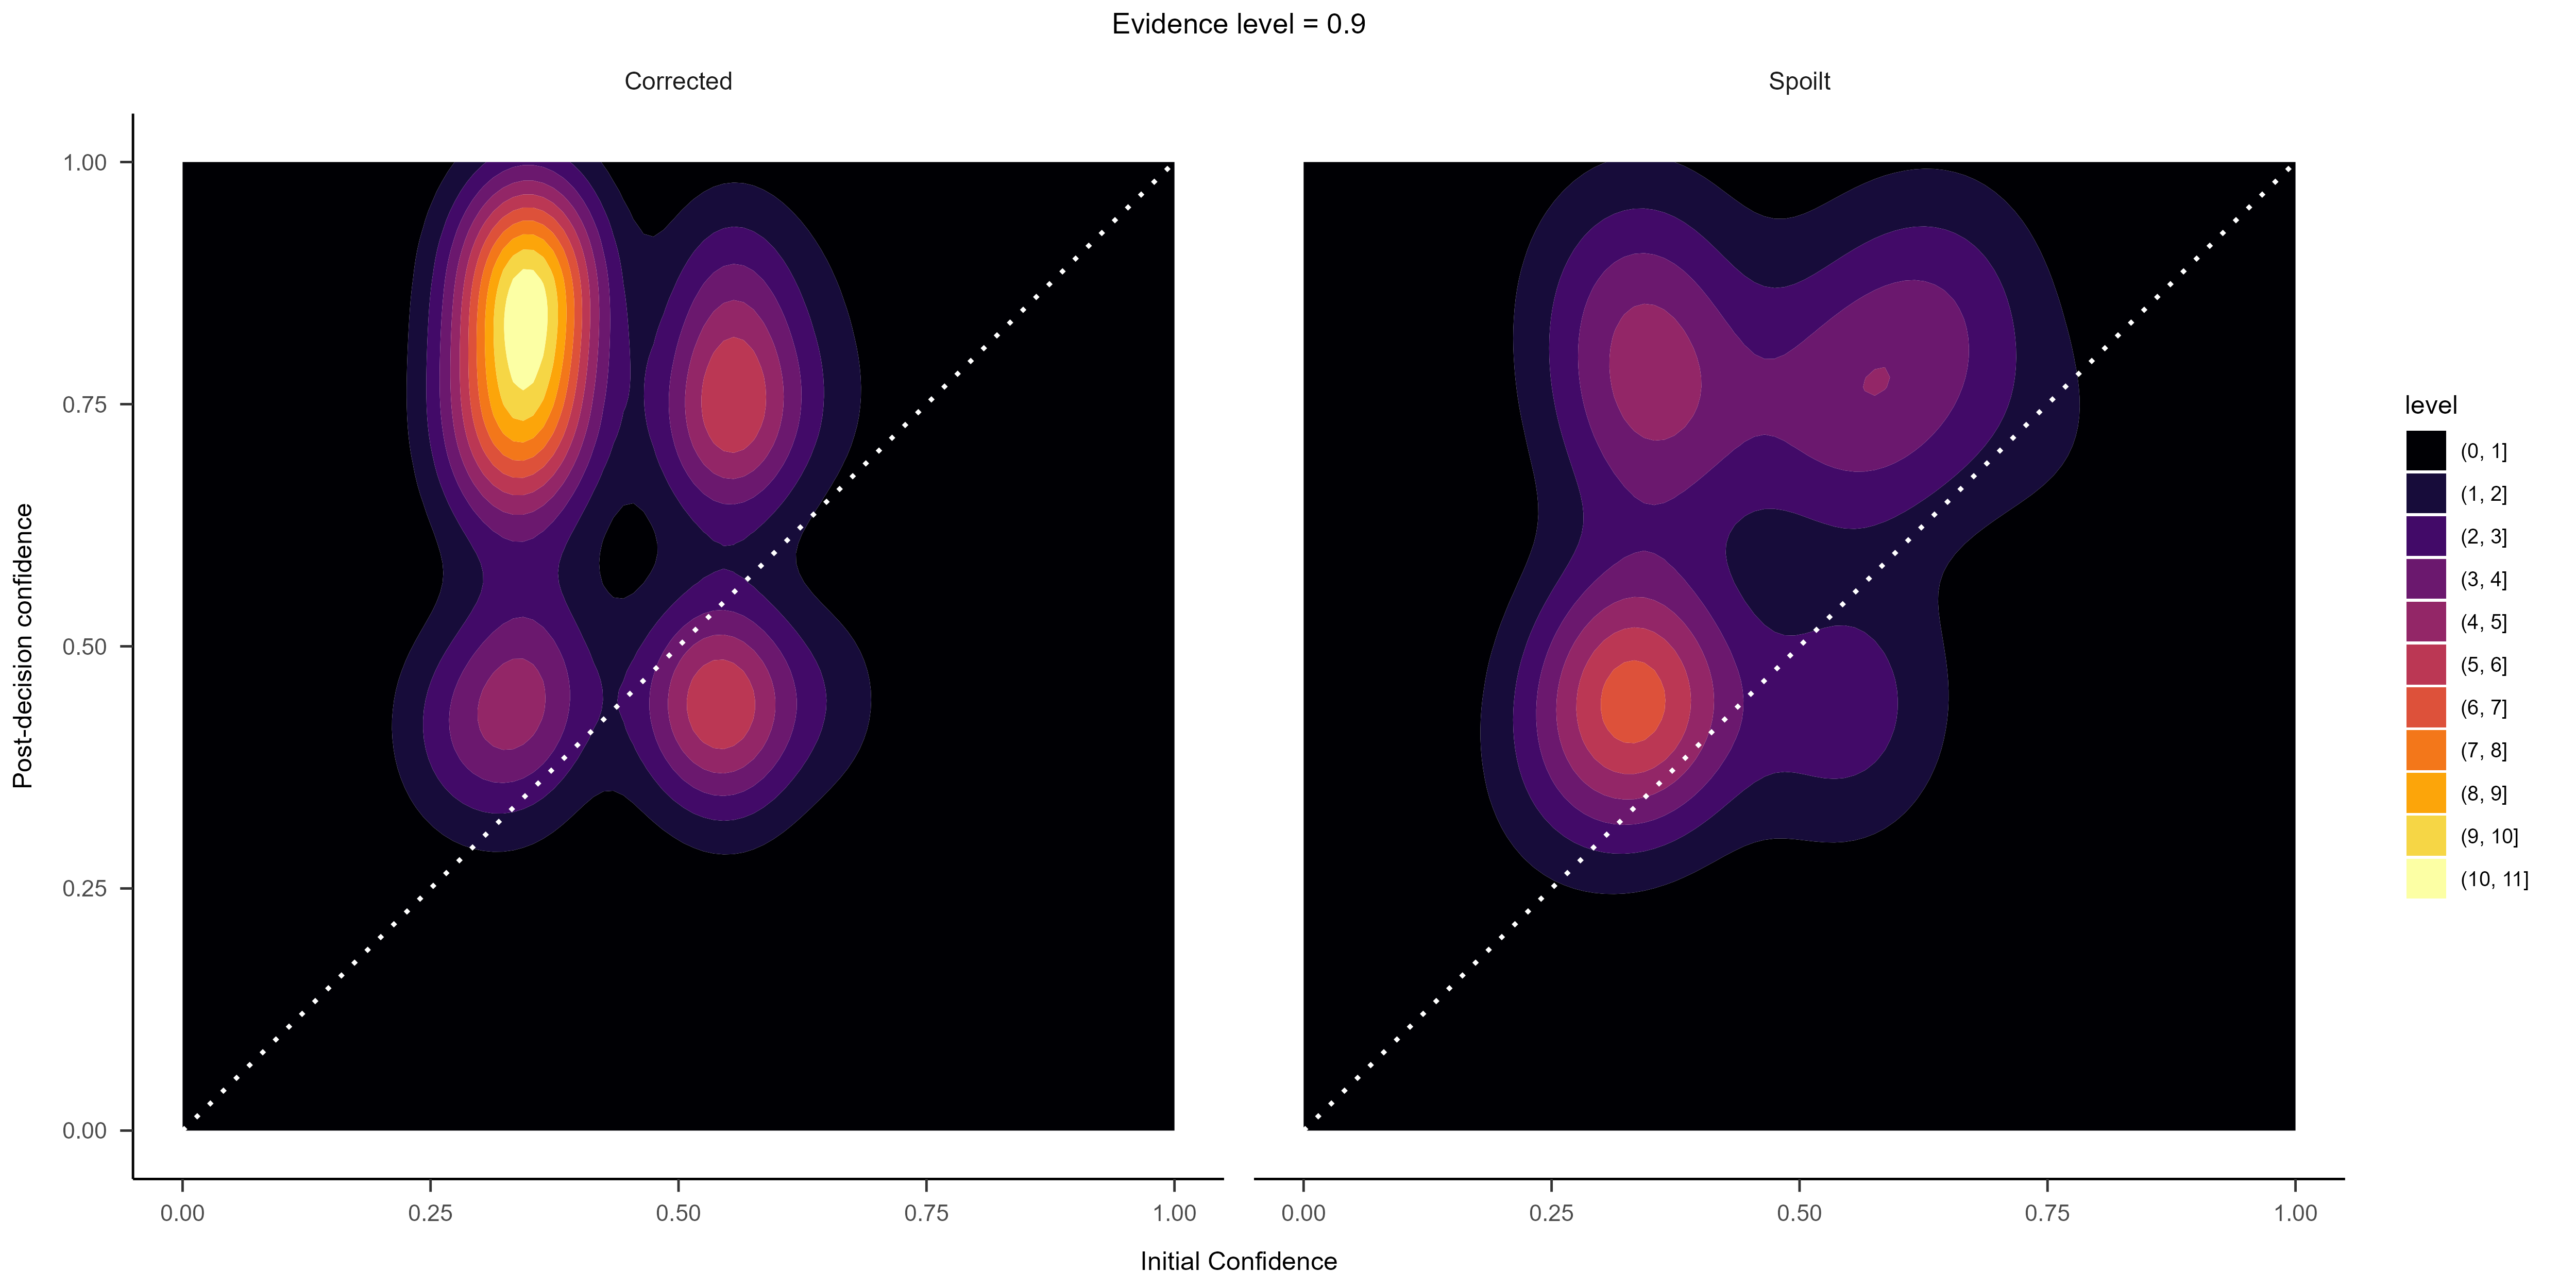 Evidence level = 0.9
Corrected
Spoilt
1.00
0.75
0.50
0.25
0.00
Post-decision confidence
0.00 0.25 0.50 0.75 1.00
0.00 0.25 0.50 0.75 1.00
Initial Confidence
level
(0, 1]
(1, 2]
(2, 3]
(3, 4]
(4, 5]
(5, 6]
(6, 7]
(7, 8]
(8, 9]
(9, 10]
(10, 11]